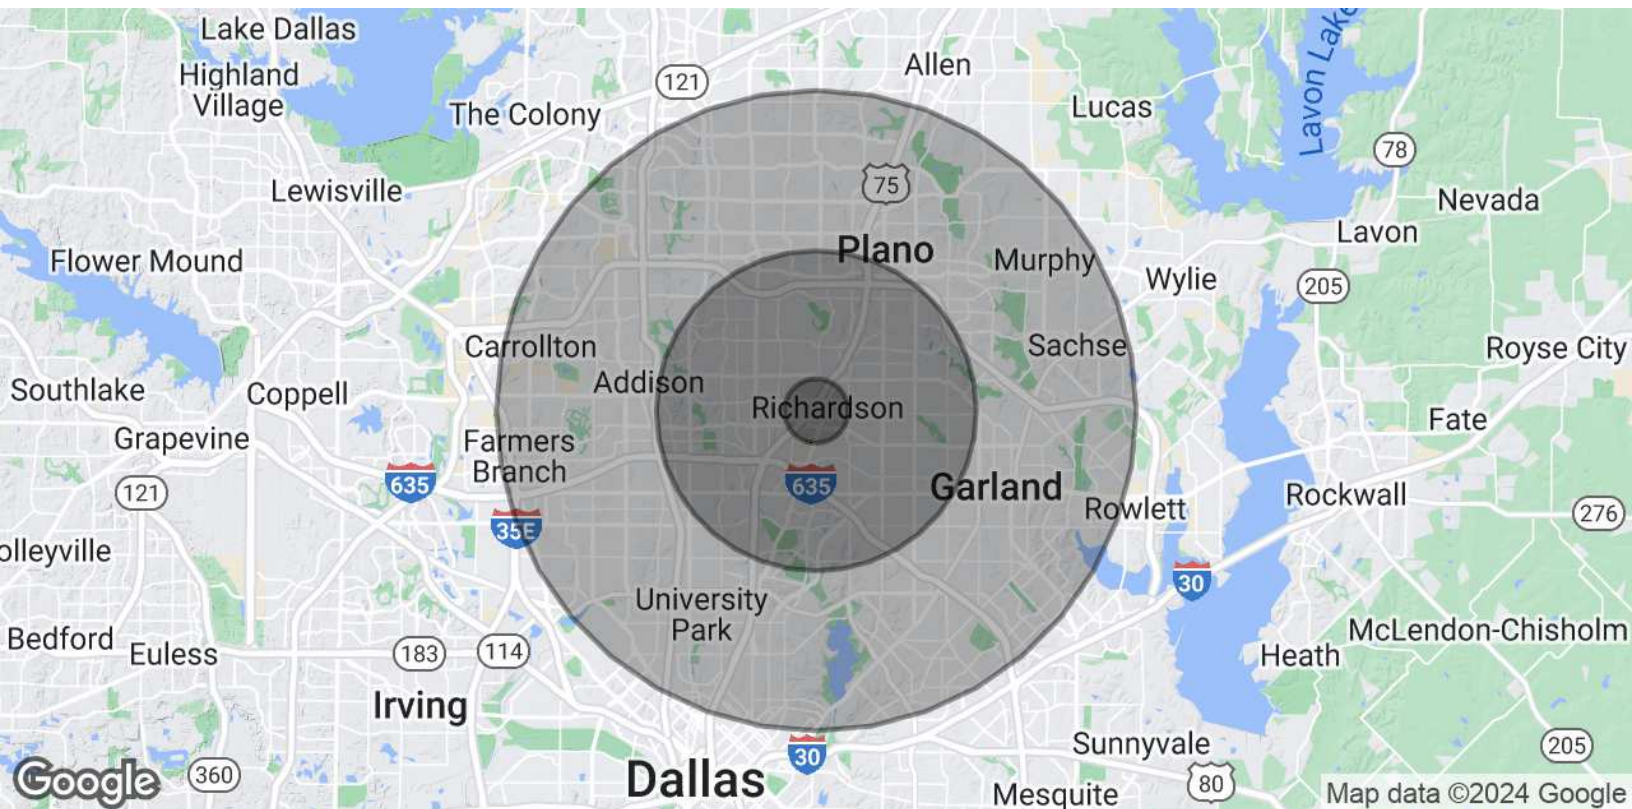 Lake Dallas
Highland
Village
The Colony
121
Allen
Lucas
Lavon Lake
78
Lewisville
75
Nevada
Flower Mound
Plano
Murphy
Lavon
Wylie
205
Carrollton
Sachse
Royse City
Southlake
Coppell
Addison
Richardson
Fate
Grapevine
Farmers
Branch
121
635
635
Garland
Rockwall
Rowlett
276
35E
olleyville
30
University
Park
Bedford
Euless
183
114
McLendon-Chisholm
Heath
Irving
30
Sunnyvale
205
Google
360
Dallas
80
Mesquite
Map data ©2024 Google